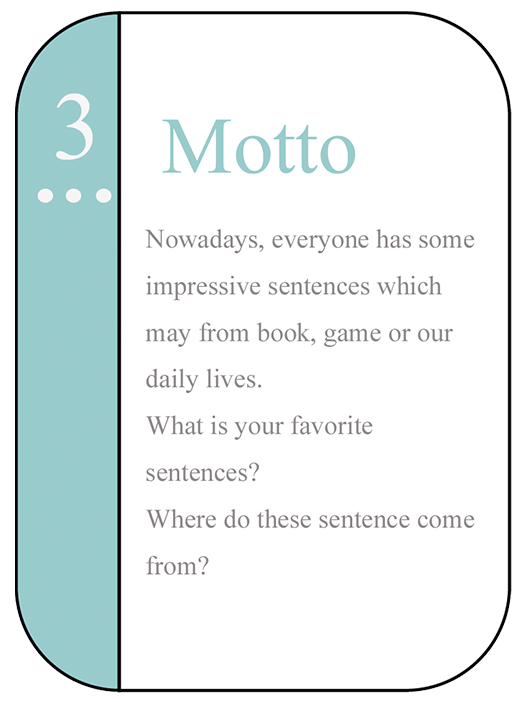 3
Motto
Nowadays, everyone has some
impressive sentences which
may from book, game or our
daily lives.
What is your favorite
sentences?
Where do these sentence come
from?